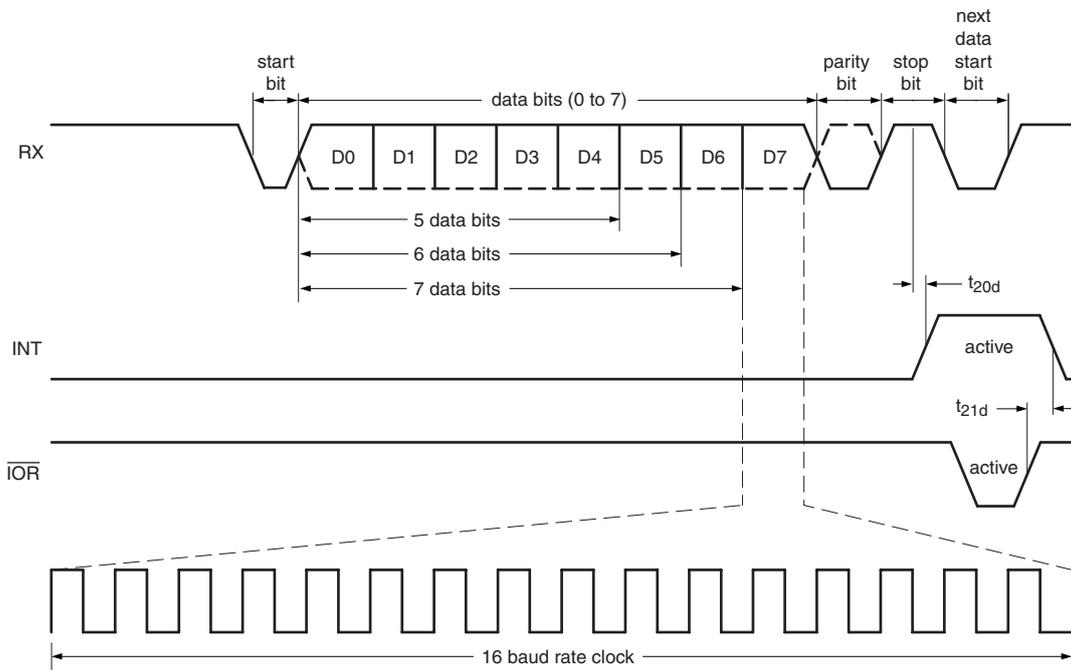 next
data
start
bit
start
bit
parity
bit
stop
bit
data bits (0 to 7)
RX
D0 D1 D2 D3 D4 D5 D6 D7
5 data bits
6 data bits
7 data bits
t20d
INT
active
t21d
IOR
active
16 baud rate clock